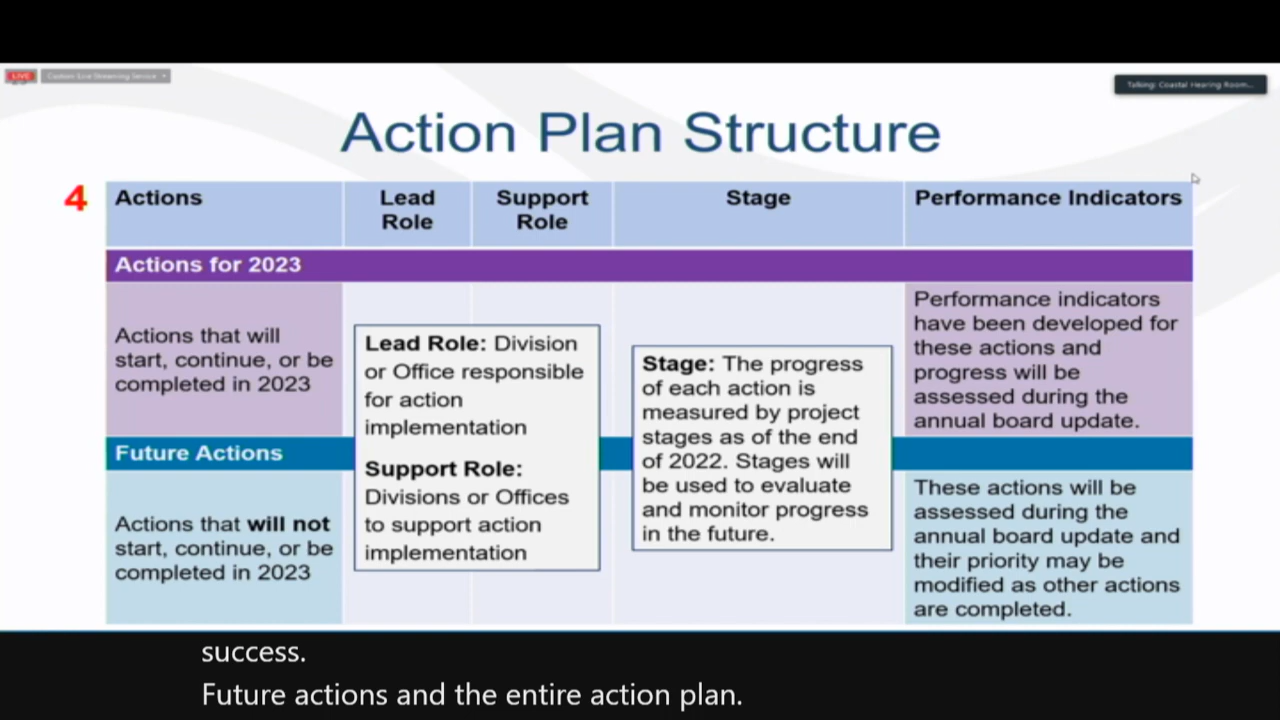 LIVE
Custom Live Streaming Service
Talking: Coastal Hearing Room...
Action Plan Structure
4
Actions
Lead
Role
Support
Role
Stage
Performance Indicators
Actions for 2023
Actions that will
start, continue, or be
completed in 2023
Lead Role: Division
or Office responsible
for action
implementation
Support Role:
Divisions or Offices
to support action
implementation
Stage: The progress
of each action is
measured by project
stages as of the end
of 2022. Stages will
be used to evaluate
and monitor progress
in the future.
Performance indicators
have been developed for
these actions and
progress will be
assessed during the
annual board update.
Future Actions
Actions that will not
start, continue, or be
completed in 2023
These actions will be
assessed during the
annual board update and
their priority may be
modified as other actions
are completed.
success.
Future actions and the entire action plan.